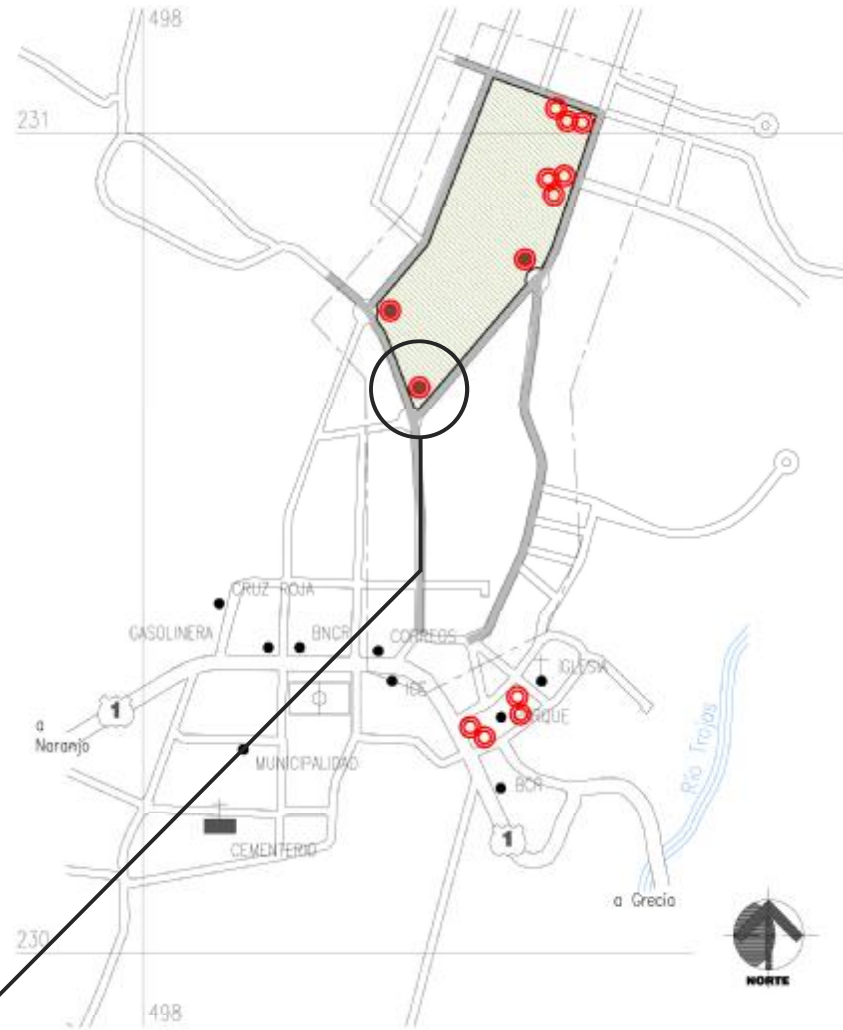 498
231
CRUZ ROJA
GASOLINERA
BNCR
CORREOS
ICE
IGLESIA
1
a
Naranjo
PARQUE
MUNICIPALIDAD
BCR
Río Trojas
1
CEMENTERIO
a Grecia
230
NORTE
498